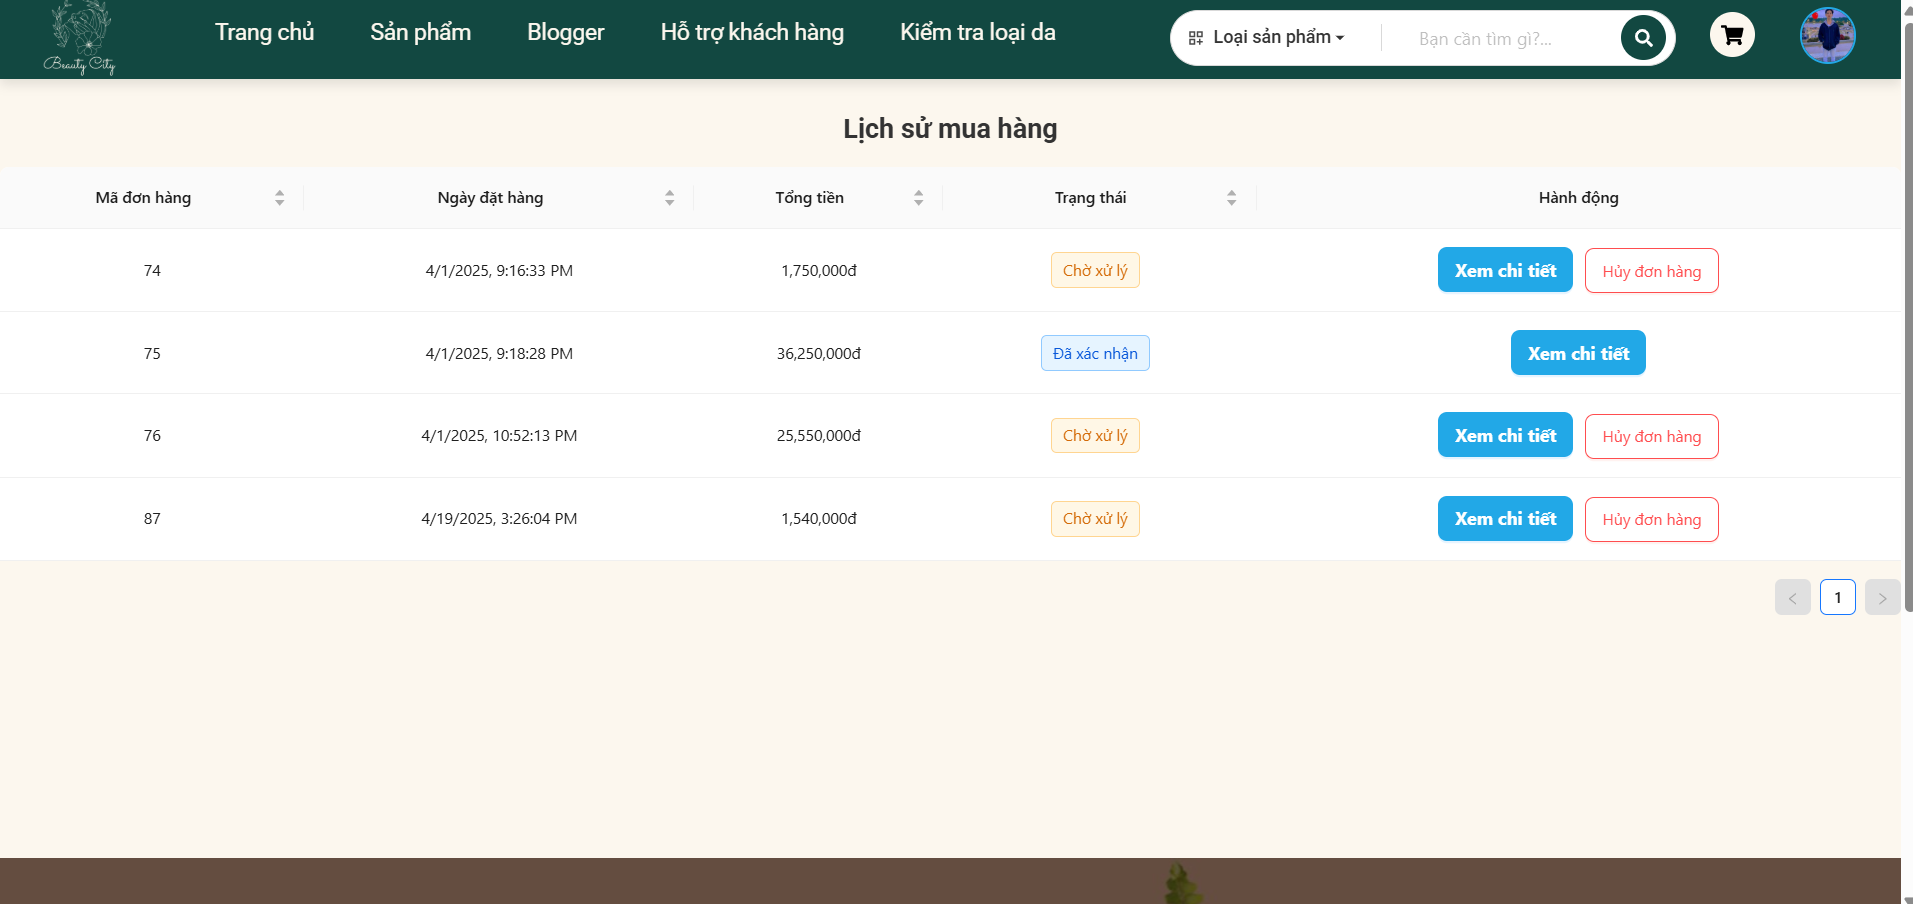 Beauty City
Trang chủ Sản phẩm Blogger Hỗ trợ khách hàng Kiểm tra loại da Loại sản phẩm Bạn cần tìm gì?...
Lịch sử mua hàng
Mã đơn hàng Ngày đặt hàng Tổng tiền Trạng thái Hành động
74 4/1/2025, 9:16:33 PM 1,750,000đ Chờ xử lý Xem chi tiết Hủy đơn hàng
75 4/1/2025, 9:18:28 PM 36,250,000đ Đã xác nhận Xem chi tiết
76 4/1/2025, 10:52:13 PM 25,550,000đ Chờ xử lý Xem chi tiết Hủy đơn hàng
87 4/19/2025, 3:26:04 PM 1,540,000đ Chờ xử lý Xem chi tiết Hủy đơn hàng
< 1 >